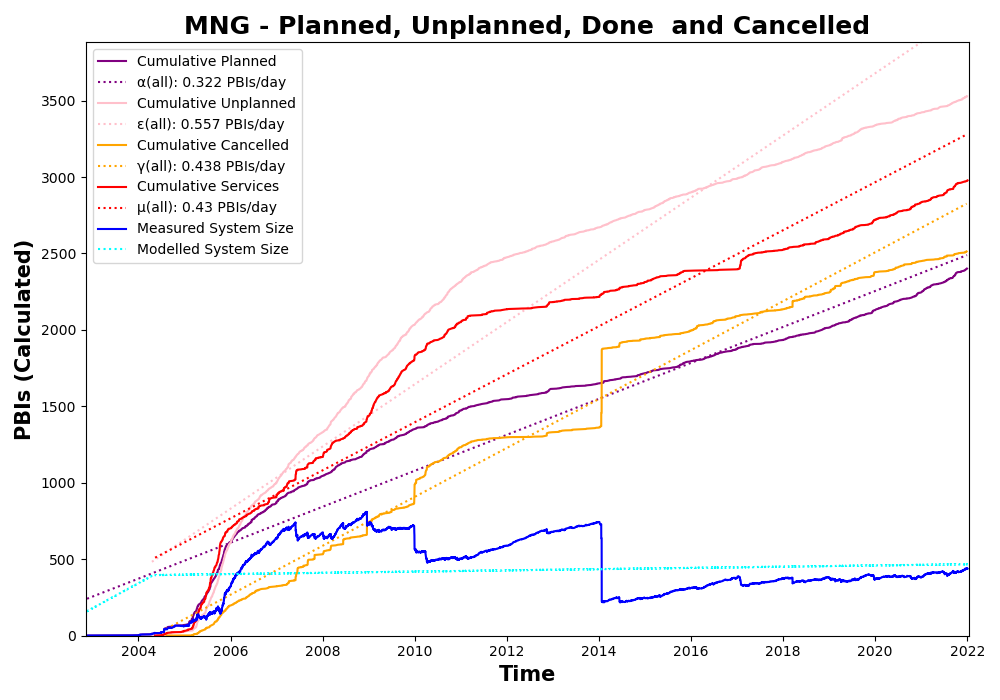 MNG - Planned, Unplanned, Done  and Cancelled
Cumulative Planned
α(all): 0.322 PBIs/day
Cumulative Unplanned
ε(all): 0.557 PBIs/day
Cumulative Cancelled
γ(all): 0.438 PBIs/day
Cumulative Services
μ(all): 0.43 PBIs/day
Measured System Size
Modelled System Size
PBIs (Calculated)
3500
3000
2500
2000
1500
1000
500
0
2004 2006 2008 2010 2012 2014 2016 2018 2020 2022
Time